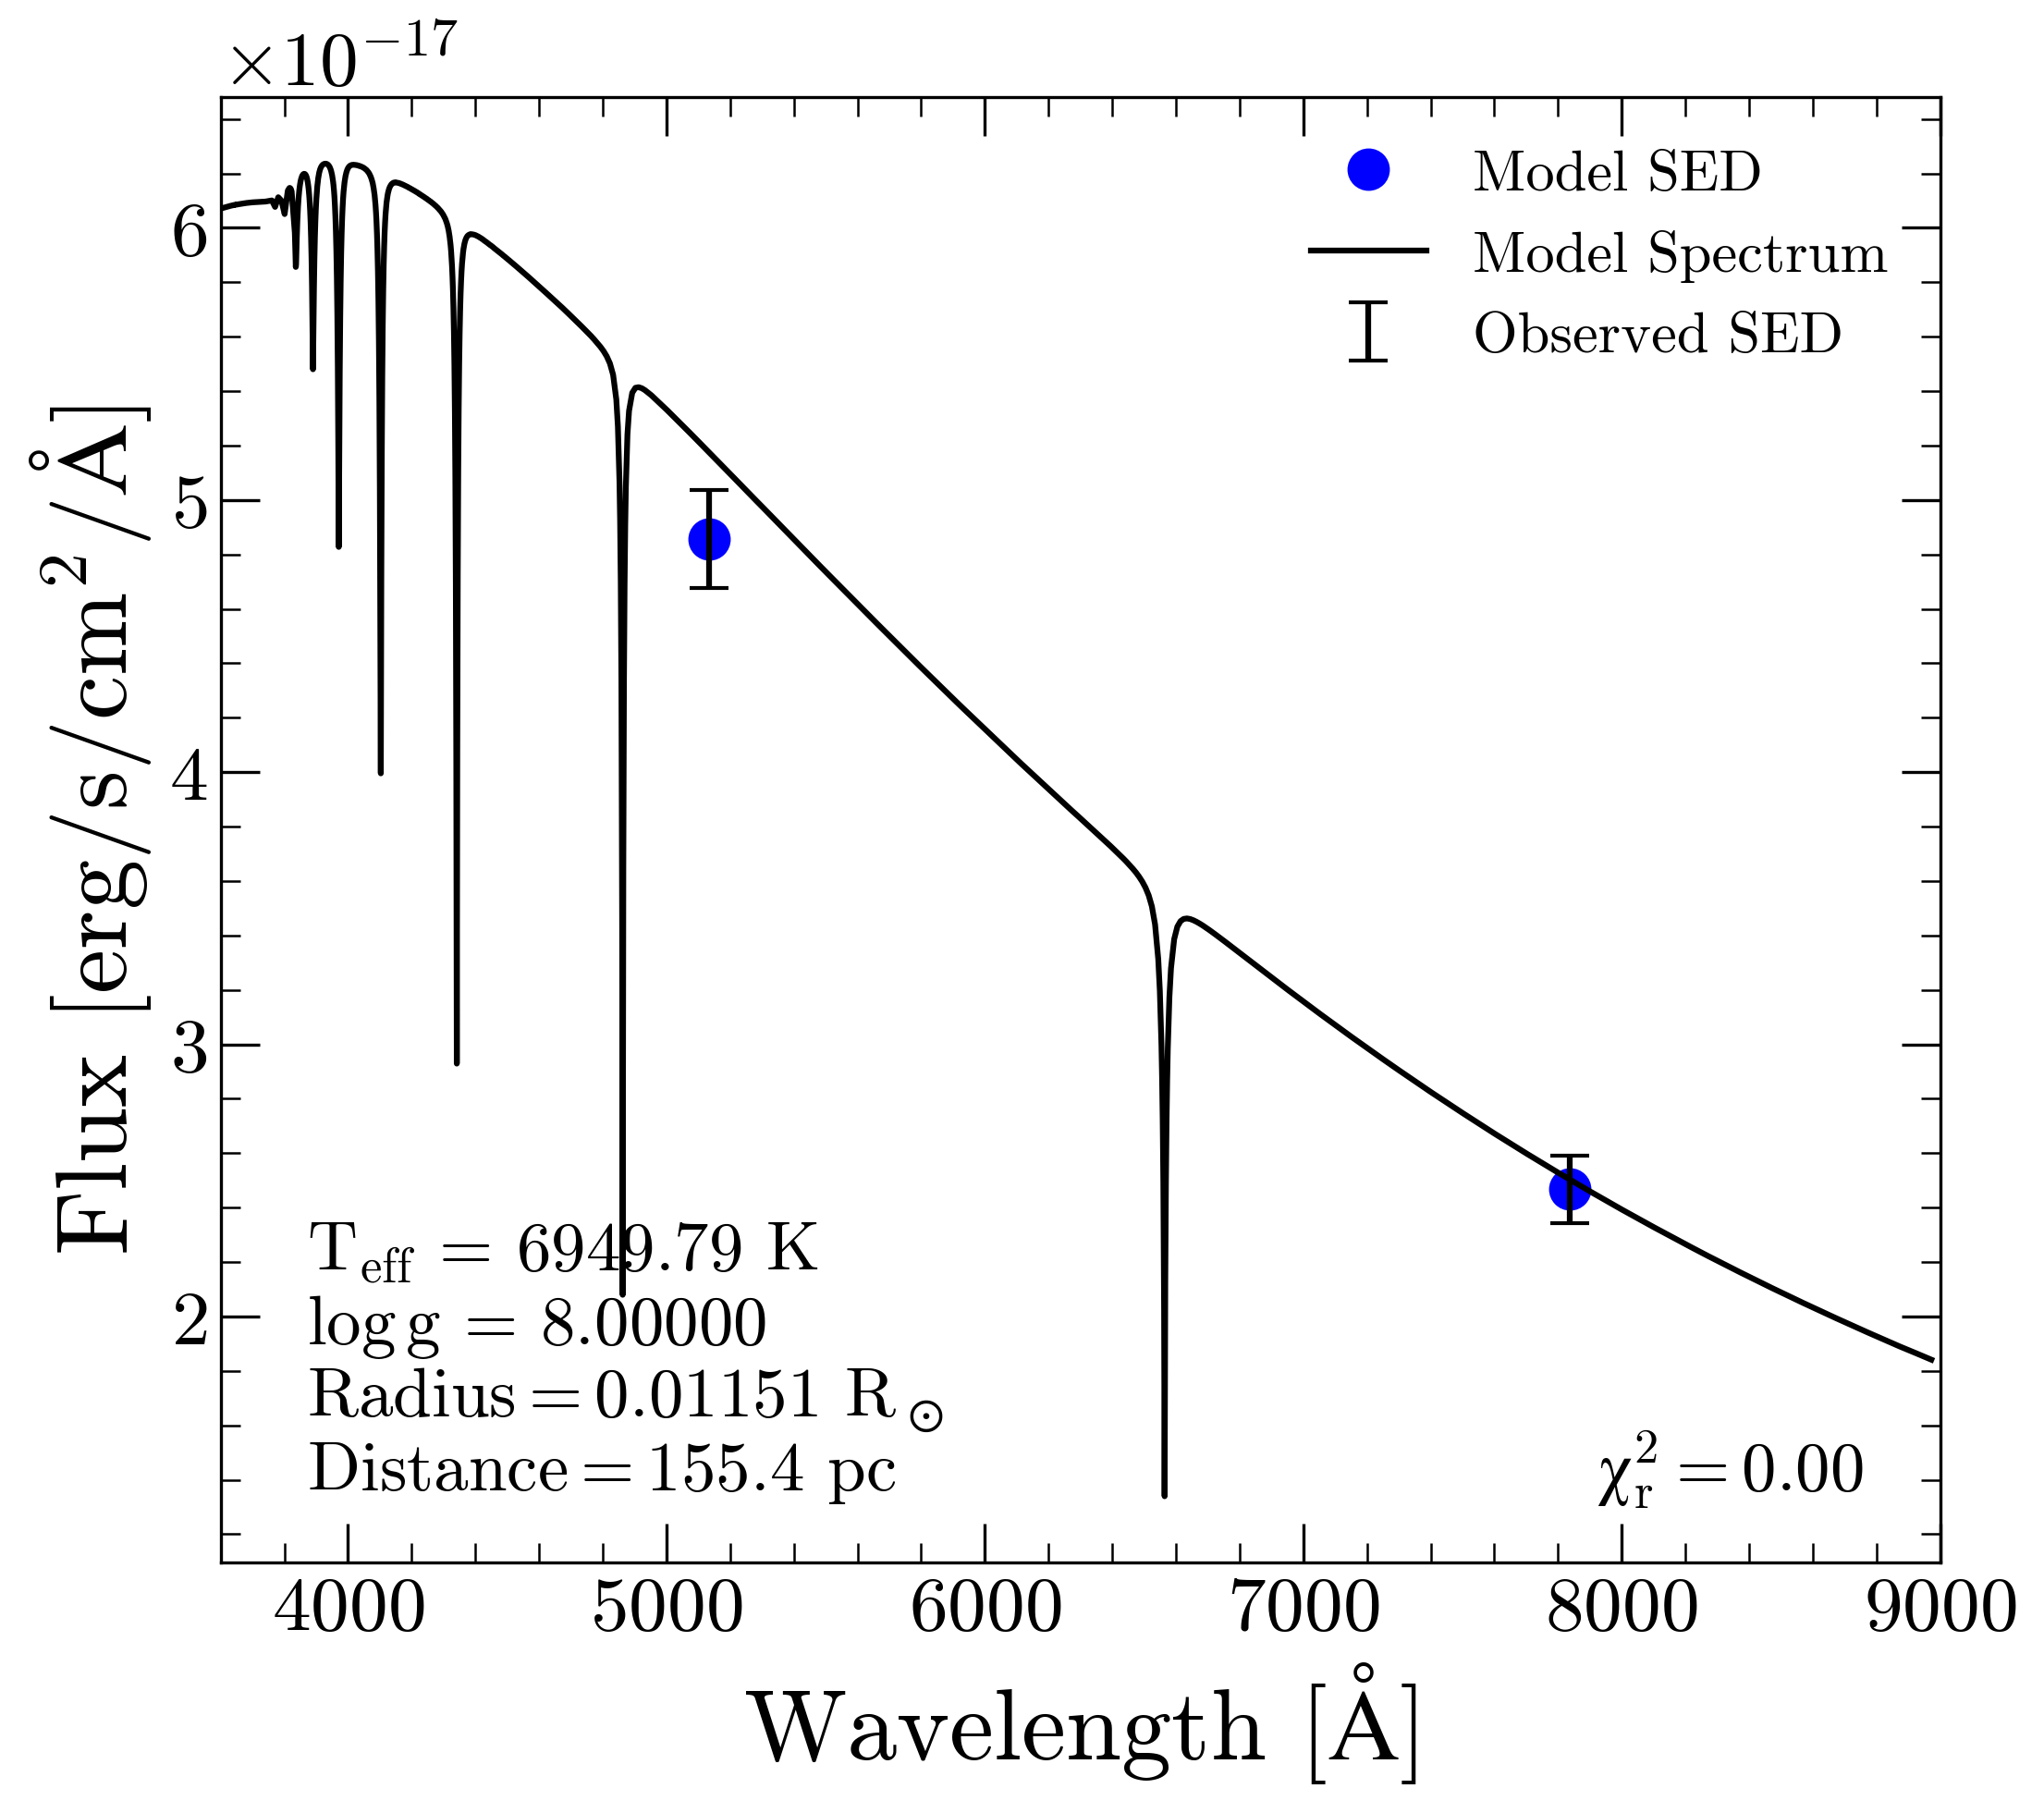 ×10⁻¹⁷
Model SED
Model Spectrum
Observed SED
6
5
4
3
2
Flux [erg/s/cm²/Å]
T_eff = 6949.79 K
log g = 8.00000
Radius = 0.01151 R_⊙
Distance = 155.4 pc
χ²_r = 0.00
4000 5000 6000 7000 8000 9000
Wavelength [Å]